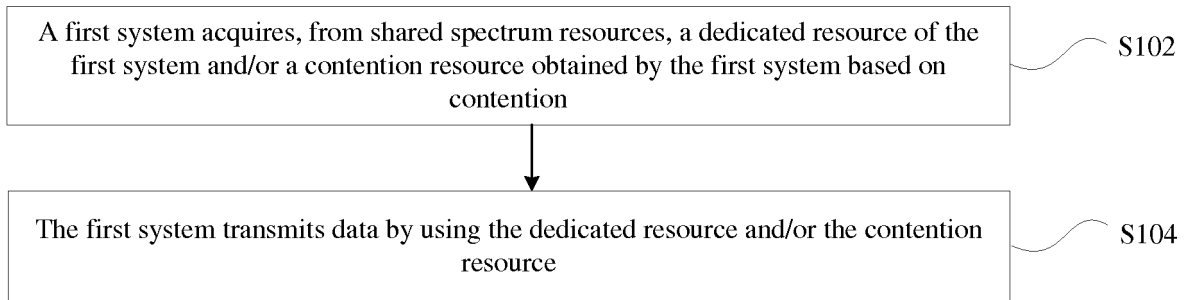 A first system acquires, from shared spectrum resources, a dedicated resource of the
first system and/or a contention resource obtained by the first system based on
contention
S102
The first system transmits data by using the dedicated resource and/or the contention
resource
S104